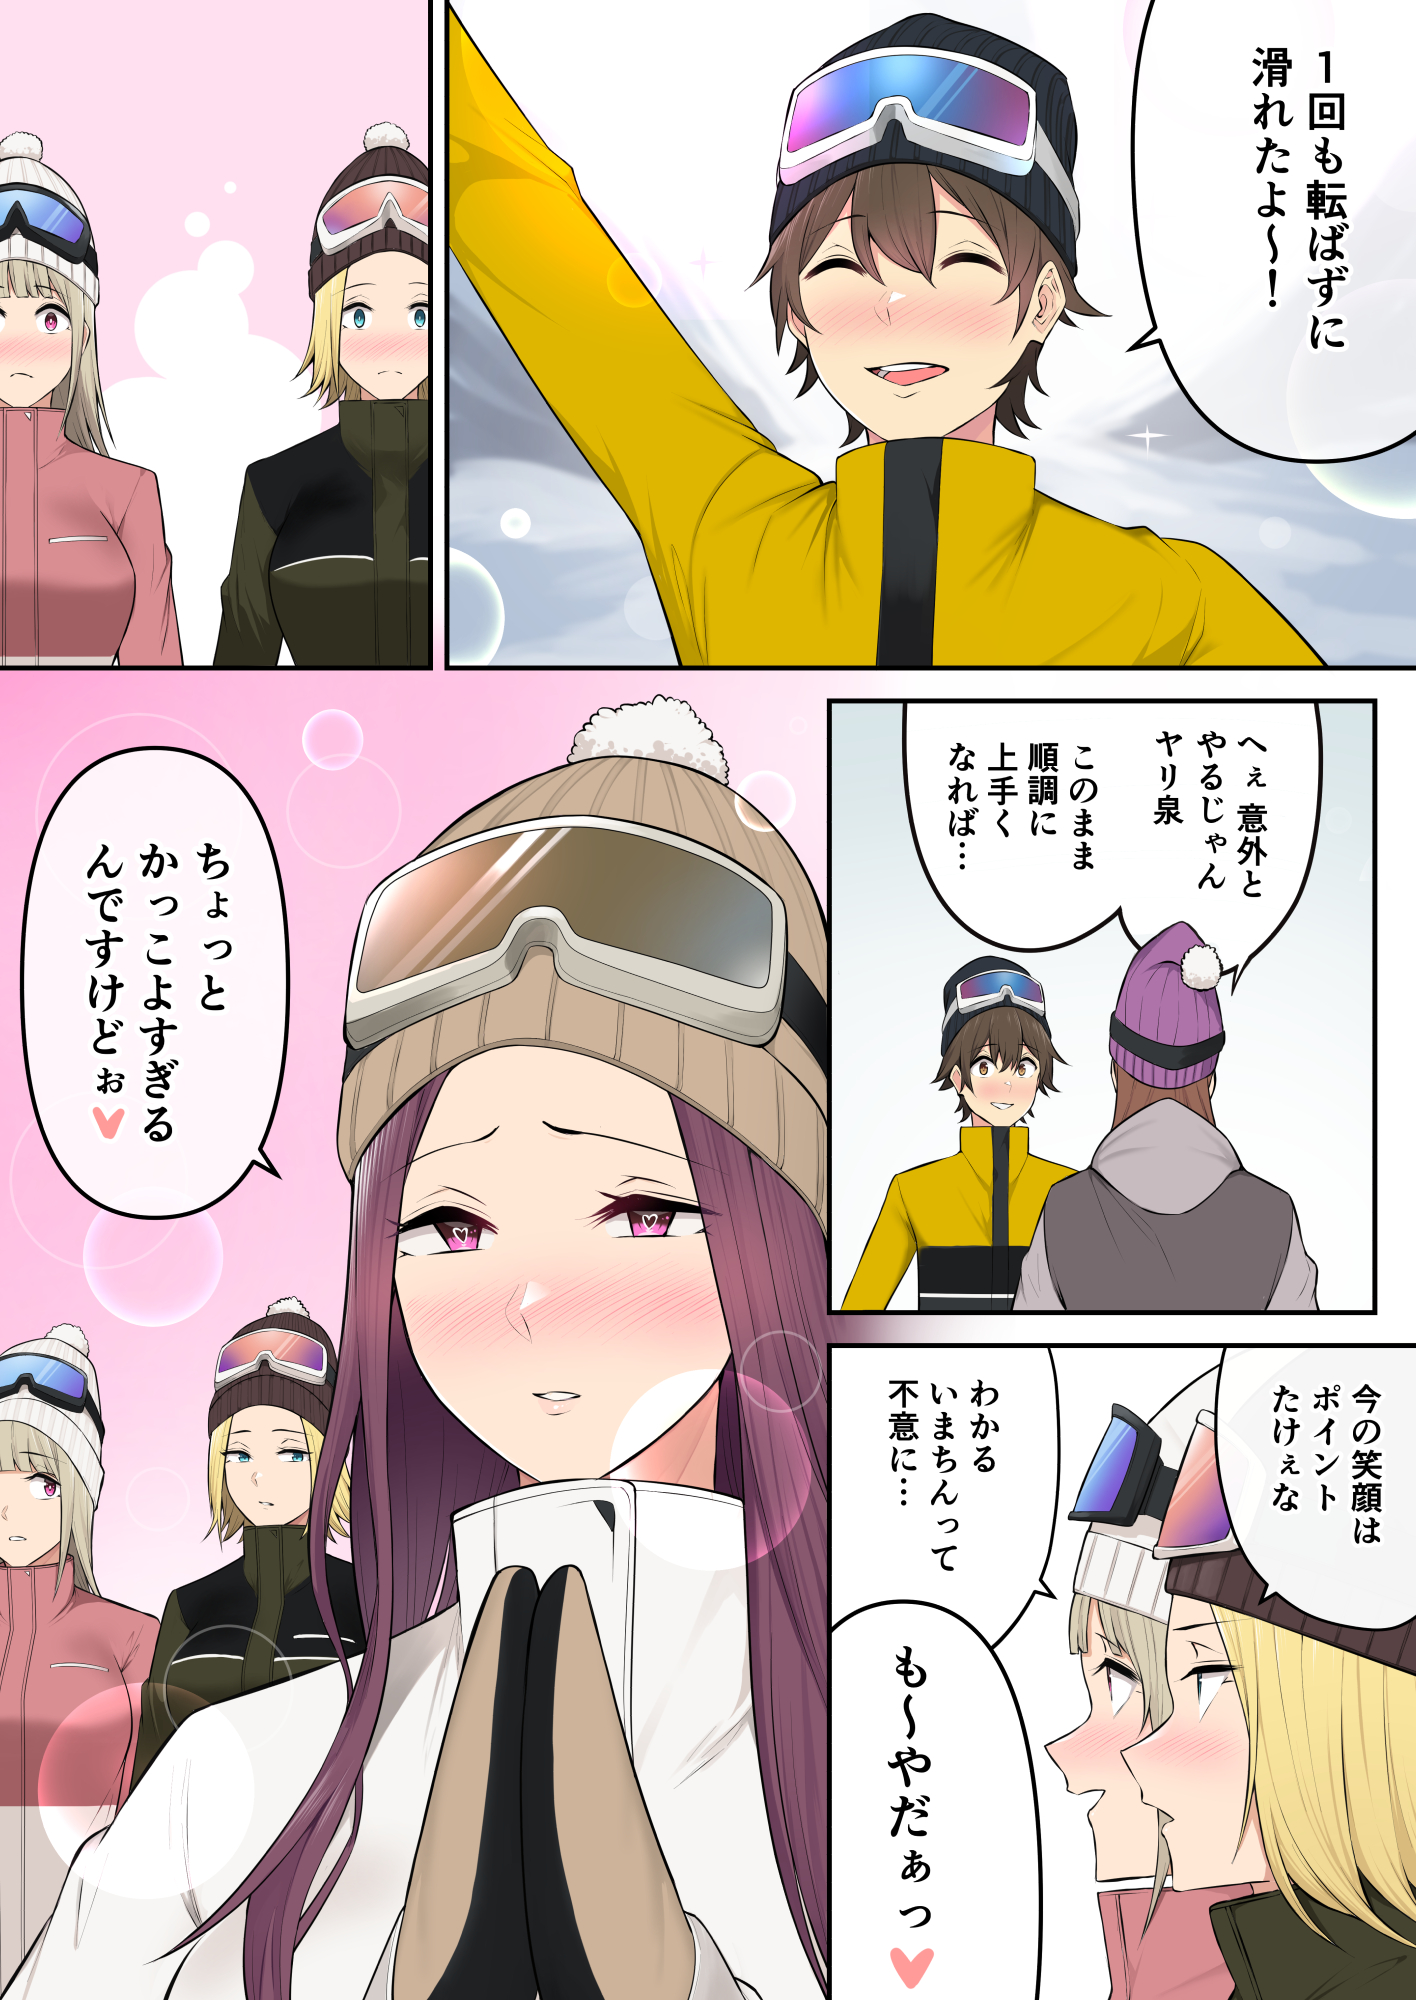 １回も転ばずに
滑れたよ～！
へぇ 意外と
やるじゃん
ヤリ泉
このまま
順調に
上手く
なれば…
今の笑顔は
ポイント
たけぇな
わかる
いまちんって
不意に…
も～やだぁっ♥
ちょっと
かっこよすぎる
んですけどぉ♥